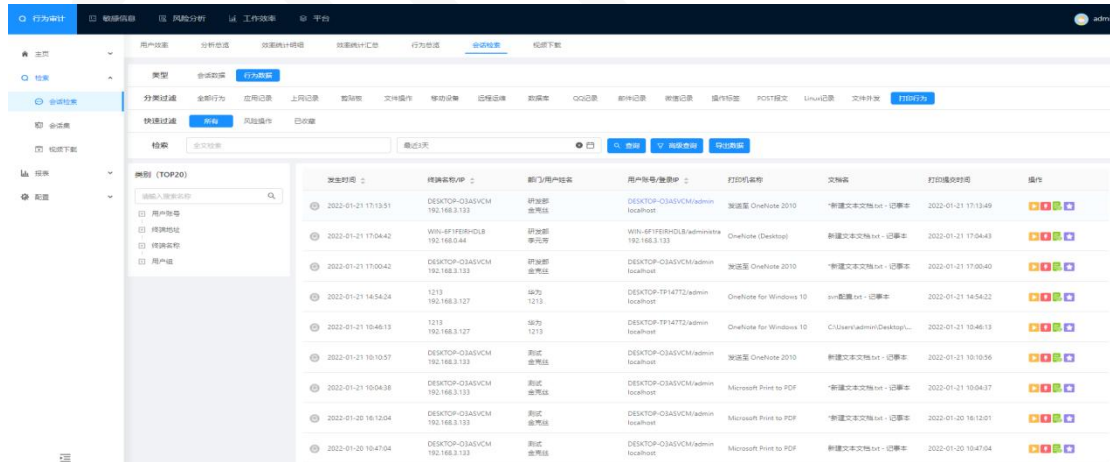 行为审计 敏感信息 风险分析 工作效率 平台 adm
主页
检索
会话检索
会话集
视频下载
报表
配置
用户效率 分析总览 效率统计明细 效率统计汇总 行为总览 会话检索 视频下载
类型 会话数据 行为数据
分类过滤 全部行为 应用记录 上网记录 剪贴板 文件操作 移动设备 远程运维 数据库 QQ记录 邮件记录 微信记录 操作标签 POST报文 Linux记录 文件外发 打印行为
快速过滤 所有 风险操作 已收藏
检索 全文检索 最近3天 查询 高级查询 导出数据
类别 (TOP20)
请输入搜索名称
用户账号
终端地址
终端名称
用户组
发生时间 终端名称/IP 部门/用户姓名 用户账号/登录IP 打印机名称 文档名 打印提交时间 操作
2022-01-21 17:13:51 DESKTOP-O3ASVCM 研发部 DESKTOP-O3ASVCM/admin 发送至 OneNote 2010 *新建文本文档.txt - 记事本 2022-01-21 17:13:49
192.168.3.133 localhost
2022-01-21 17:04:42 WIN-6F1FEIRHDLB 研发部 WIN-6F1FEIRHDLB/administra OneNote (Desktop) 新建文本文档.txt - 记事本 2022-01-21 17:04:43
192.168.0.44 李元芳 192.168.3.133
2022-01-21 17:00:42 DESKTOP-O3ASVCM 研发部 DESKTOP-O3ASVCM/admin 发送至 OneNote 2010 *新建文本文档.txt - 记事本 2022-01-21 17:00:40
192.168.3.133 localhost
2022-01-21 14:54:24 1213 华为 DESKTOP-TP147T2/admin OneNote for Windows 10 svn配置.txt - 记事本 2022-01-21 14:54:22
192.168.3.127 1213 localhost
2022-01-21 10:46:13 1213 华为 DESKTOP-TP147T2/admin OneNote for Windows 10 C:\Users\admin\Desktop\... 2022-01-21 10:46:13
192.168.3.127 1213 localhost
2022-01-21 10:10:57 DESKTOP-O3ASVCM 测试 DESKTOP-O3ASVCM/admin 发送至 OneNote 2010 新建文本文档.txt - 记事本 2022-01-21 10:10:56
192.168.3.133 localhost
2022-01-21 10:04:38 DESKTOP-O3ASVCM 测试 DESKTOP-O3ASVCM/admin Microsoft Print to PDF *新建文本文档.txt - 记事本 2022-01-21 10:04:37
192.168.3.133 localhost
2022-01-20 16:12:04 DESKTOP-O3ASVCM 测试 DESKTOP-O3ASVCM/admin Microsoft Print to PDF *新建文本文档.txt - 记事本 2022-01-20 16:12:01
192.168.3.133 localhost
2022-01-20 10:47:04 DESKTOP-O3ASVCM 测试 DESKTOP-O3ASVCM/admin Microsoft Print to PDF 新建文本文档.txt - 记事本 2022-01-20 10:47:04
192.168.3.133 localhost